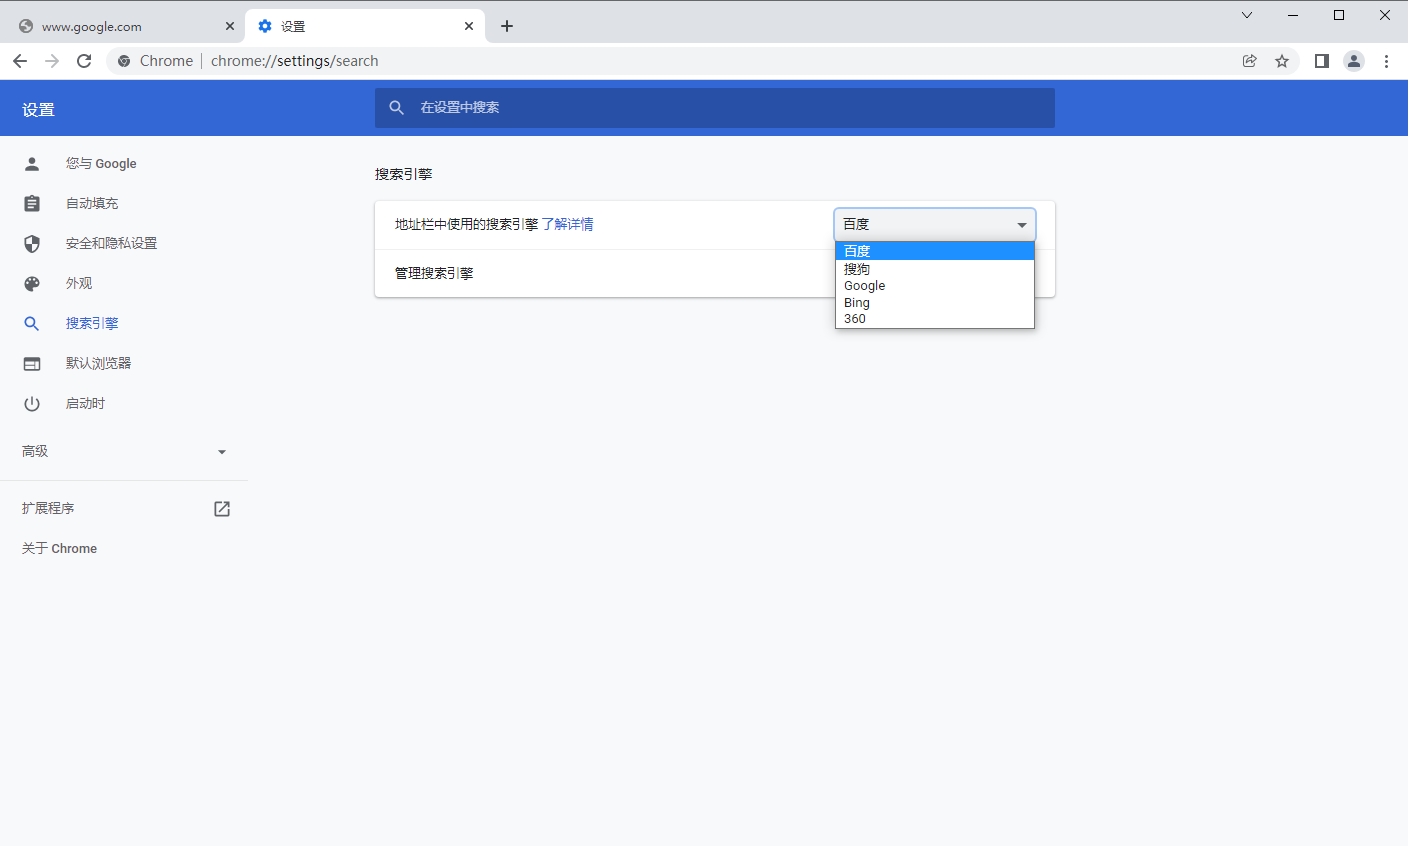 www.google.com
设置
Chrome
chrome://settings/search
设置
在设置中搜索
您与 Google
自动填充
安全和隐私设置
外观
搜索引擎
默认浏览器
启动时
高级
扩展程序
关于 Chrome
搜索引擎
地址栏中使用的搜索引擎 了解详情
百度
百度
搜狗
Google
Bing
360
管理搜索引擎